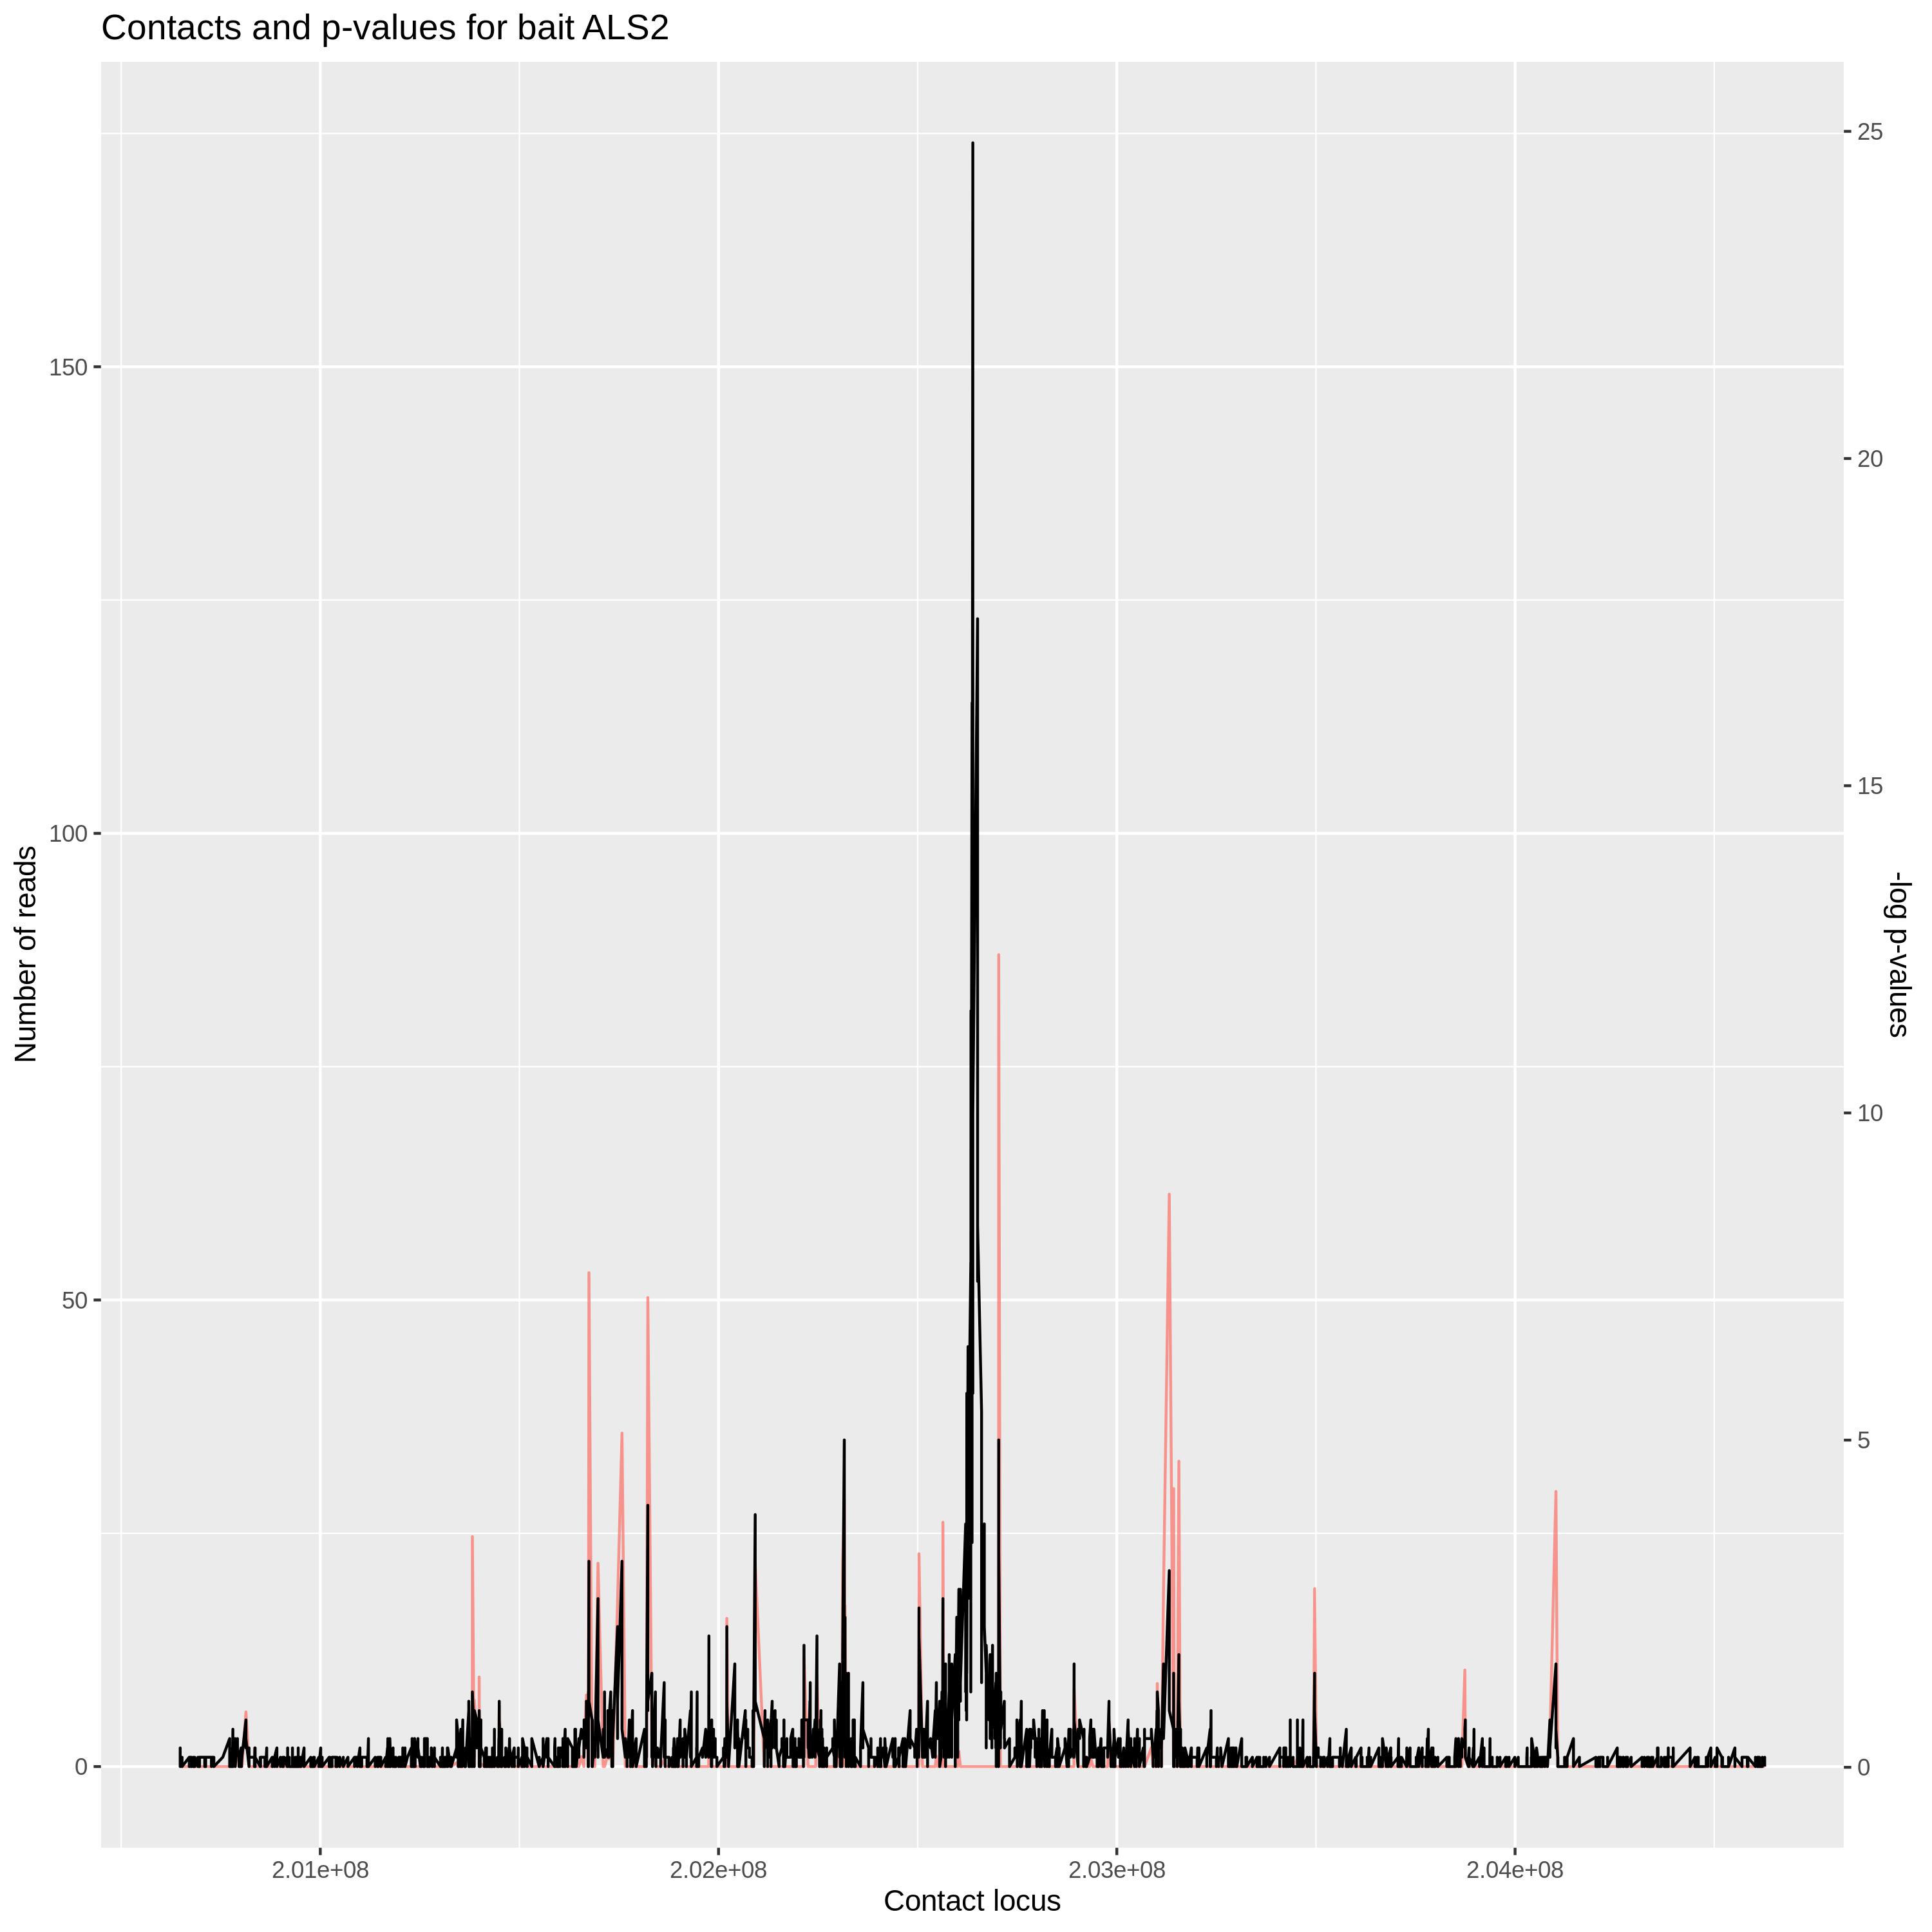 Contacts and p-values for bait ALS2
Number of reads
150
100
50
0
25
20
15
10
5
0
-log p-values
2.01e+08 2.02e+08 2.03e+08 2.04e+08
Contact locus